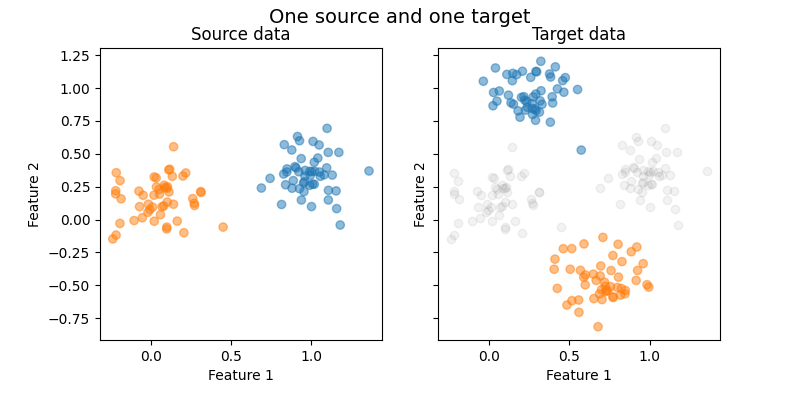 One source and one target
Source data
Target data
1.25
1.00
0.75
0.50
0.25
0.00
−0.25
−0.50
−0.75
Feature 2
Feature 2
0.0 0.5 1.0
0.0 0.5 1.0
Feature 1
Feature 1